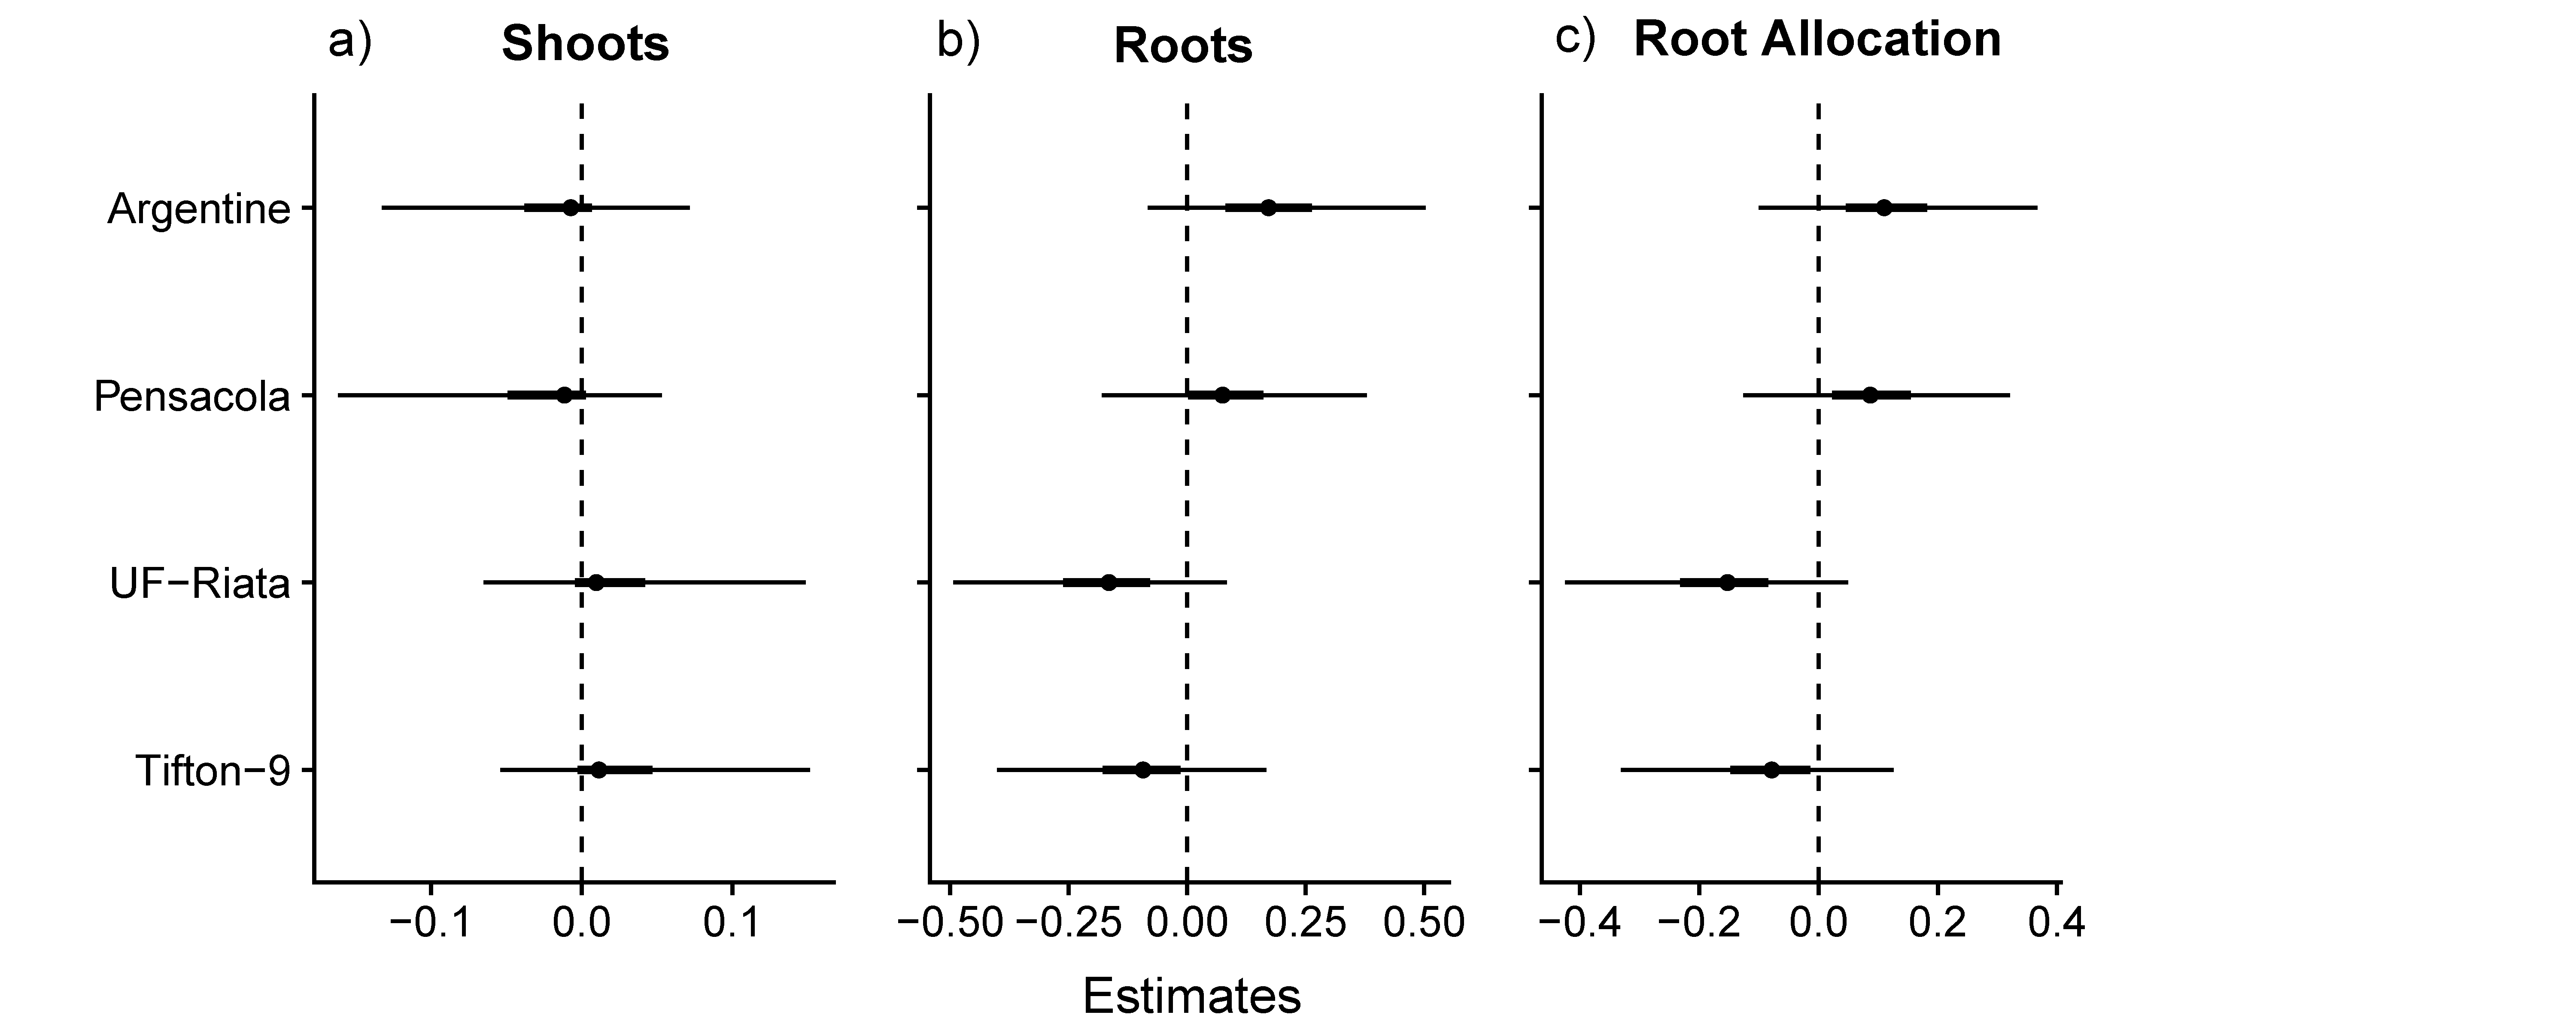 a) Shoots b) Roots c) Root Allocation
Argentine
Pensacola
UF−Riata
Tifton−9
−0.1 0.0 0.1 −0.50 −0.25 0.00 0.25 0.50 −0.4 −0.2 0.0 0.2 0.4
Estimates